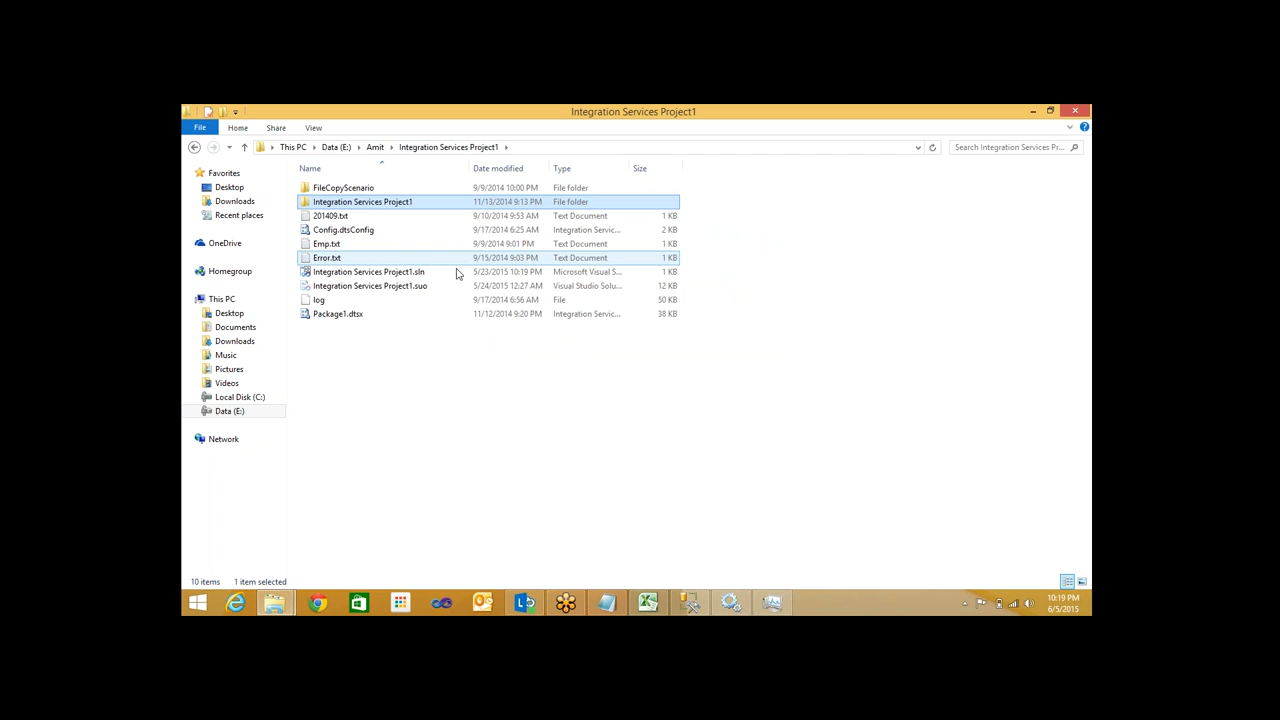 Integration Services Project1
File Home Share View
This PC Data (E:) Amit Integration Services Project1 Search Integration Services Pr...
Name Date modified Type Size
Favorites
Desktop
Downloads
Recent places
OneDrive
Homegroup
This PC
Desktop
Documents
Downloads
Music
Pictures
Videos
Local Disk (C:)
Data (E:)
Network
FileCopyScenario 9/9/2014 10:00 PM File folder
Integration Services Project1 11/13/2014 9:13 PM File folder
201409.txt 9/10/2014 9:53 AM Text Document 1 KB
Config.dtsConfig 9/17/2014 6:25 AM Integration Servic... 2 KB
Emp.txt 9/9/2014 9:01 PM Text Document 1 KB
Error.txt 9/15/2014 9:03 PM Text Document 1 KB
Integration Services Project1.sln 5/23/2015 10:19 PM Microsoft Visual S... 1 KB
Integration Services Project1.suo 5/24/2015 12:27 AM Visual Studio Solu... 12 KB
log 9/17/2014 6:56 AM File 50 KB
Package1.dtsx 11/12/2014 9:20 PM Integration Servic... 38 KB
10 items 1 item selected
10:19 PM
6/5/2015